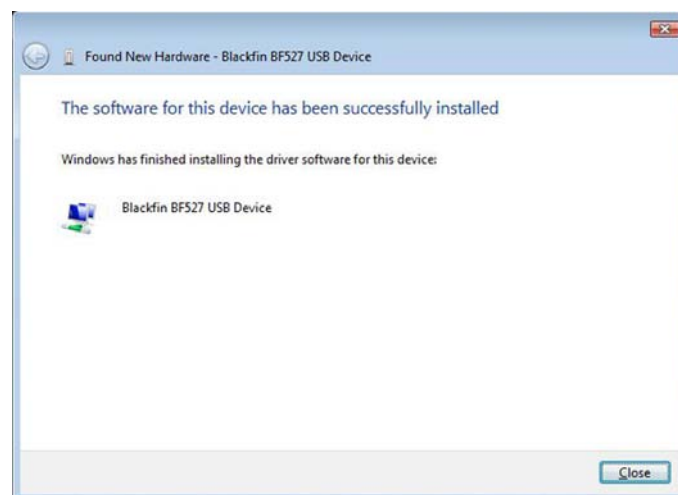 Found New Hardware - Blackfin BF527 USB Device
The software for this device has been successfully installed
Windows has finished installing the driver software for this device:
Blackfin BF527 USB Device
Close